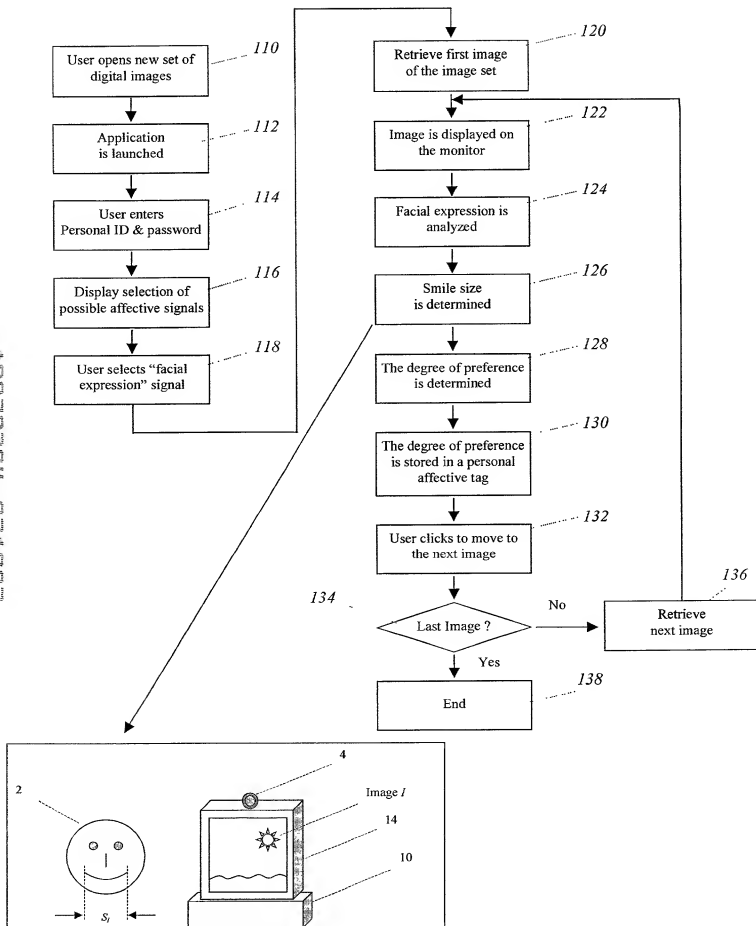 110
User opens new set of
digital images
112
Application
is launched
114
User enters
Personal ID & password
116
Display selection of
possible affective signals
118
User selects "facial
expression" signal
120
Retrieve first image
of the image set
122
Image is displayed on
the monitor
124
Facial expression is
analyzed
126
Smile size
is determined
128
The degree of preference
is determined
130
The degree of preference
is stored in a personal
affective tag
132
User clicks to move to
the next image
134
Last Image ?
No
136
Retrieve
next image
Yes
138
End
2
4
Image I
14
10
S_I